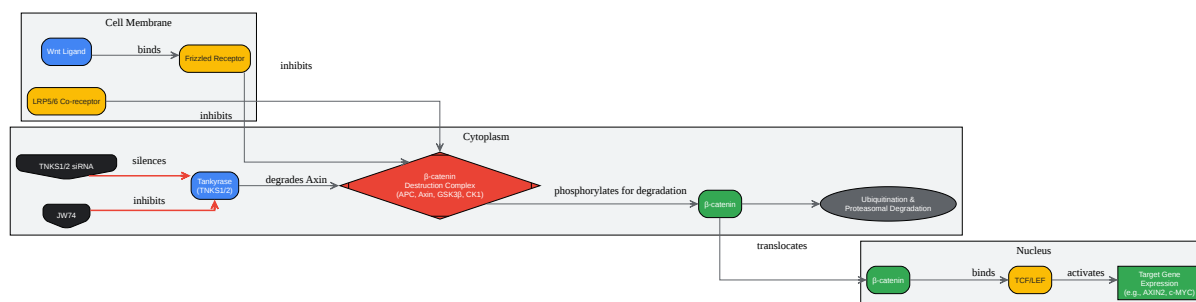 Cell Membrane
Wnt Ligand
binds
Frizzled Receptor
inhibits
LRP5/6 Co-receptor
inhibits
Cytoplasm
TNKS1/2 siRNA
silences
Tankyrase
(TNKS1/2)
degrades Axin
β-catenin
Destruction Complex
(APC, Axin, GSK3β, CK1)
phosphorylates for degradation
β-catenin
Ubiquitination &
Proteasomal Degradation
JW74
inhibits
translocates
Nucleus
β-catenin
binds
TCF/LEF
activates
Target Gene
Expression
(e.g., AXIN2, c-MYC)